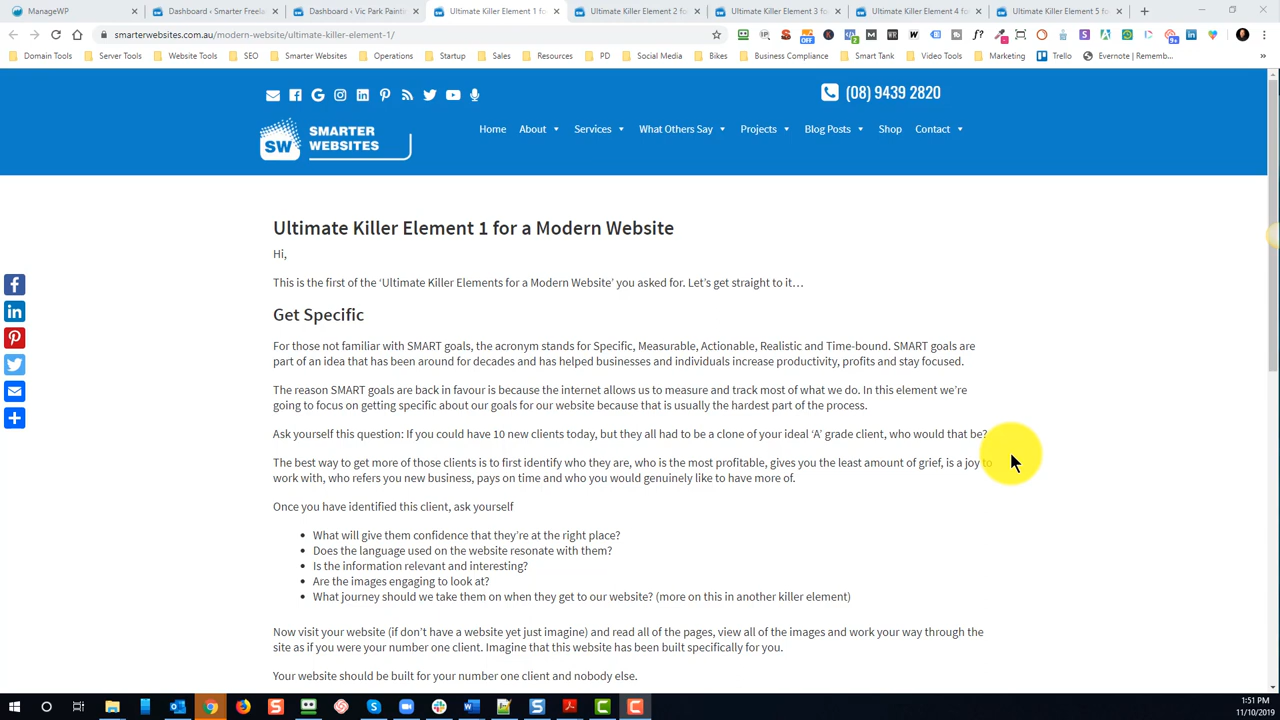 ManageWP
Dashboard ‹ Smarter Freela
Dashboard ‹ Vic Park Painti
Ultimate Killer Element 1 fo
Ultimate Killer Element 2 fo
Ultimate Killer Element 3 fo
Ultimate Killer Element 4 fo
Ultimate Killer Element 5 fo
smarterwebsites.com.au/modern-website/ultimate-killer-element-1/
Domain Tools
Server Tools
Website Tools
SEO
Smarter Websites
Operations
Startup
Sales
Resources
PD
Social Media
Bikes
Business Compliance
Smart Tank
Video Tools
Marketing
Trello
Evernote | Rememb...
(08) 9439 2820
SW
SMARTER
WEBSITES
Home
About
Services
What Others Say
Projects
Blog Posts
Shop
Contact
Ultimate Killer Element 1 for a Modern Website
Hi,
This is the first of the ‘Ultimate Killer Elements for a Modern Website’ you asked for. Let’s get straight to it…
Get Specific
For those not familiar with SMART goals, the acronym stands for Specific, Measurable, Actionable, Realistic and Time-bound. SMART goals are
part of an idea that has been around for decades and has helped businesses and individuals increase productivity, profits and stay focused.
The reason SMART goals are back in favour is because the internet allows us to measure and track most of what we do. In this element we’re
going to focus on getting specific about our goals for our website because that is usually the hardest part of the process.
Ask yourself this question: If you could have 10 new clients today, but they all had to be a clone of your ideal ‘A’ grade client, who would that be?
The best way to get more of those clients is to first identify who they are, who is the most profitable, gives you the least amount of grief, is a joy to
work with, who refers you new business, pays on time and who you would genuinely like to have more of.
Once you have identified this client, ask yourself
• What will give them confidence that they’re at the right place?
• Does the language used on the website resonate with them?
• Is the information relevant and interesting?
• Are the images engaging to look at?
• What journey should we take them on when they get to our website? (more on this in another killer element)
Now visit your website (if don’t have a website yet just imagine) and read all of the pages, view all of the images and work your way through the
site as if you were your number one client. Imagine that this website has been built specifically for you.
Your website should be built for your number one client and nobody else.
1:51 PM
11/10/2019